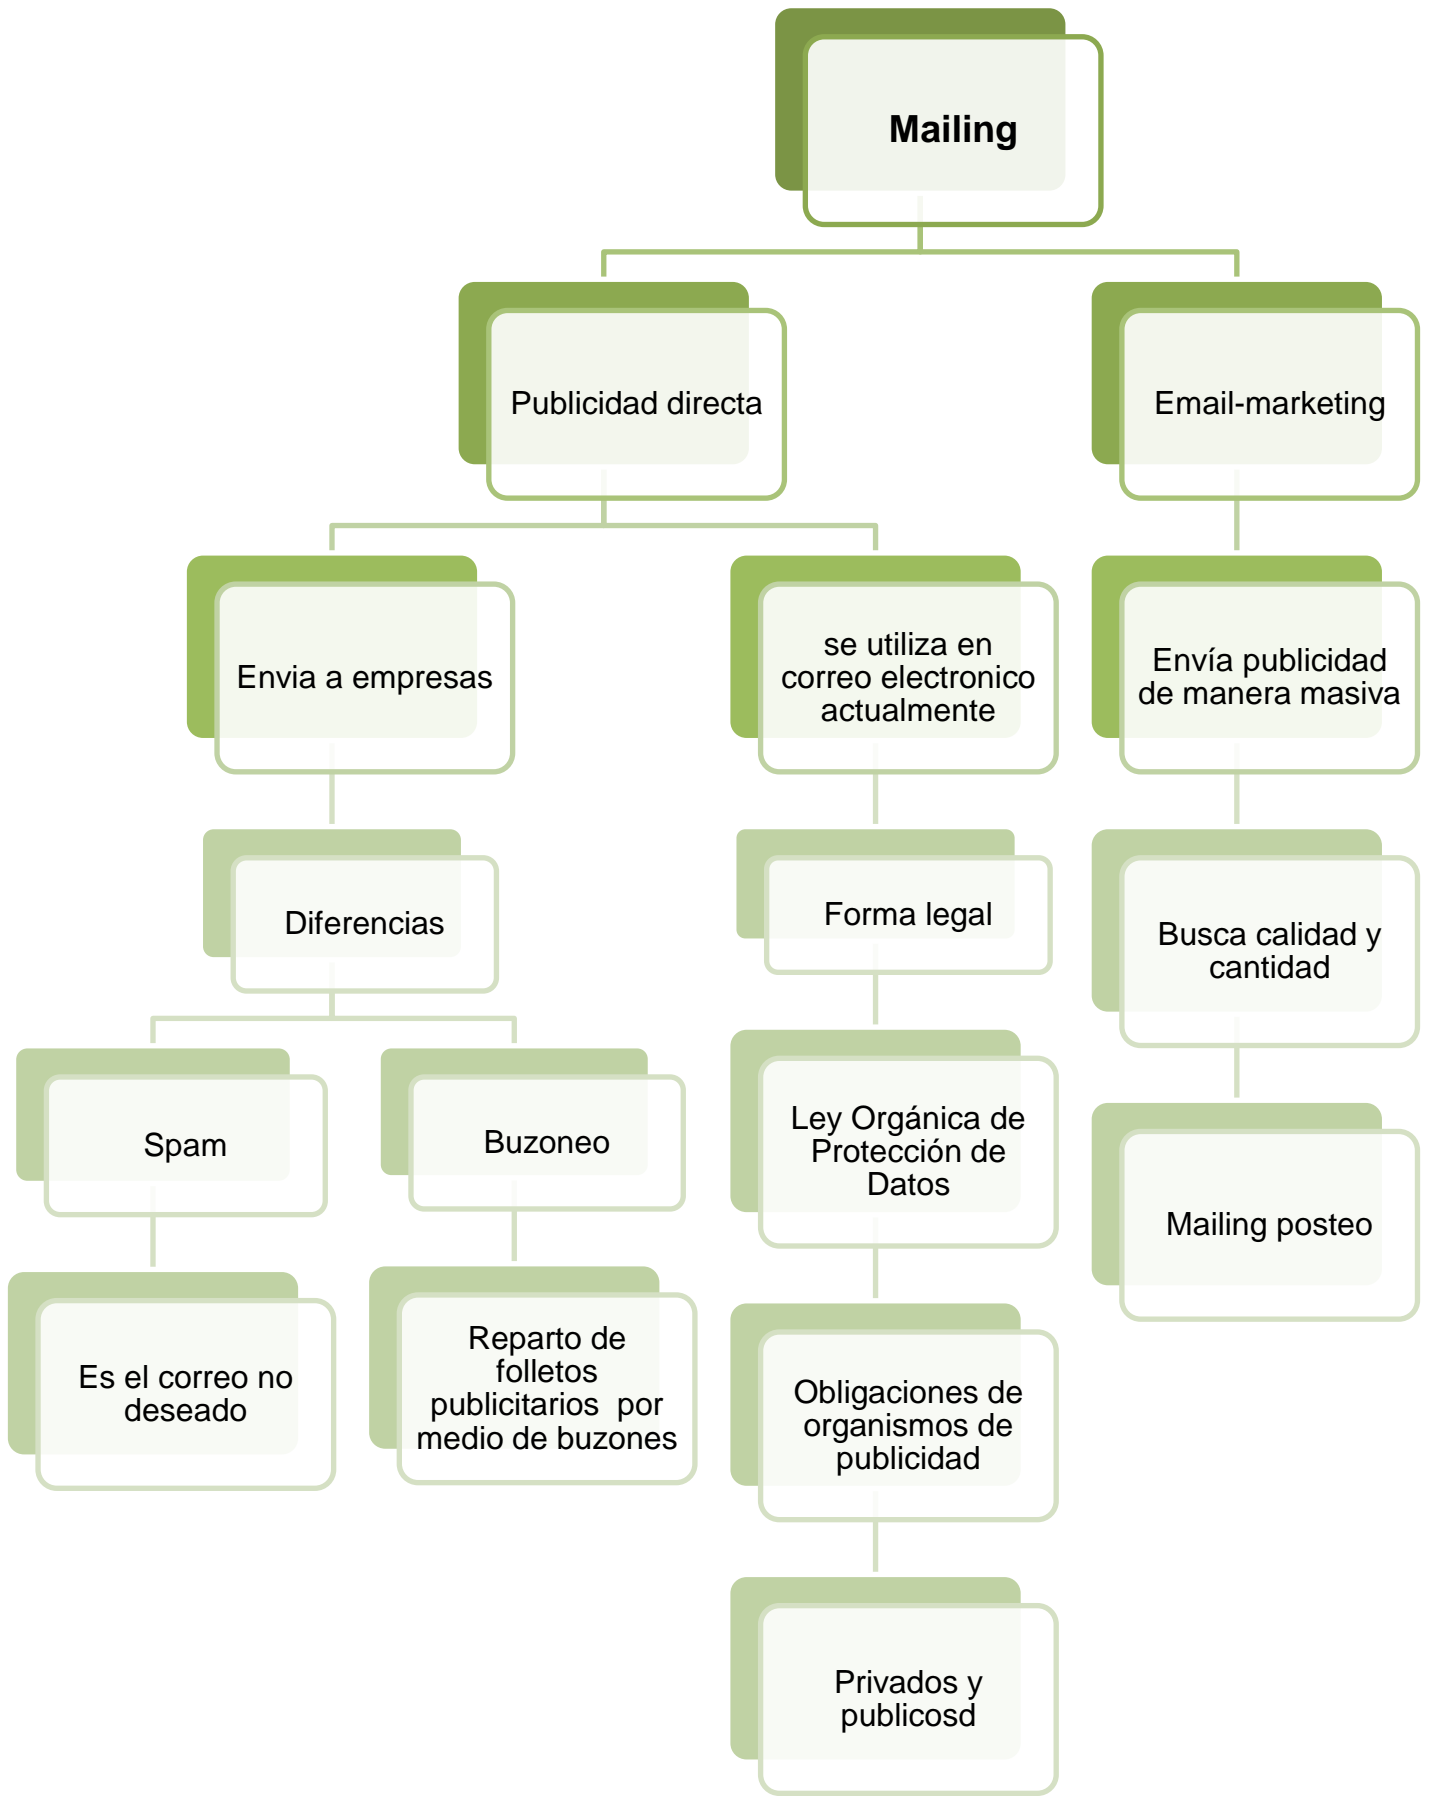 Mailing
Publicidad directa
Email-marketing
Envia a empresas
se utiliza en
correo electronico
actualmente
Envía publicidad
de manera masiva
Diferencias
Forma legal
Busca calidad y
cantidad
Spam
Buzoneo
Ley Orgánica de
Protección de
Datos
Mailing posteo
Es el correo no
deseado
Reparto de
folletos
publicitarios  por
medio de buzones
Obligaciones de
organismos de
publicidad
Privados y
publicosd